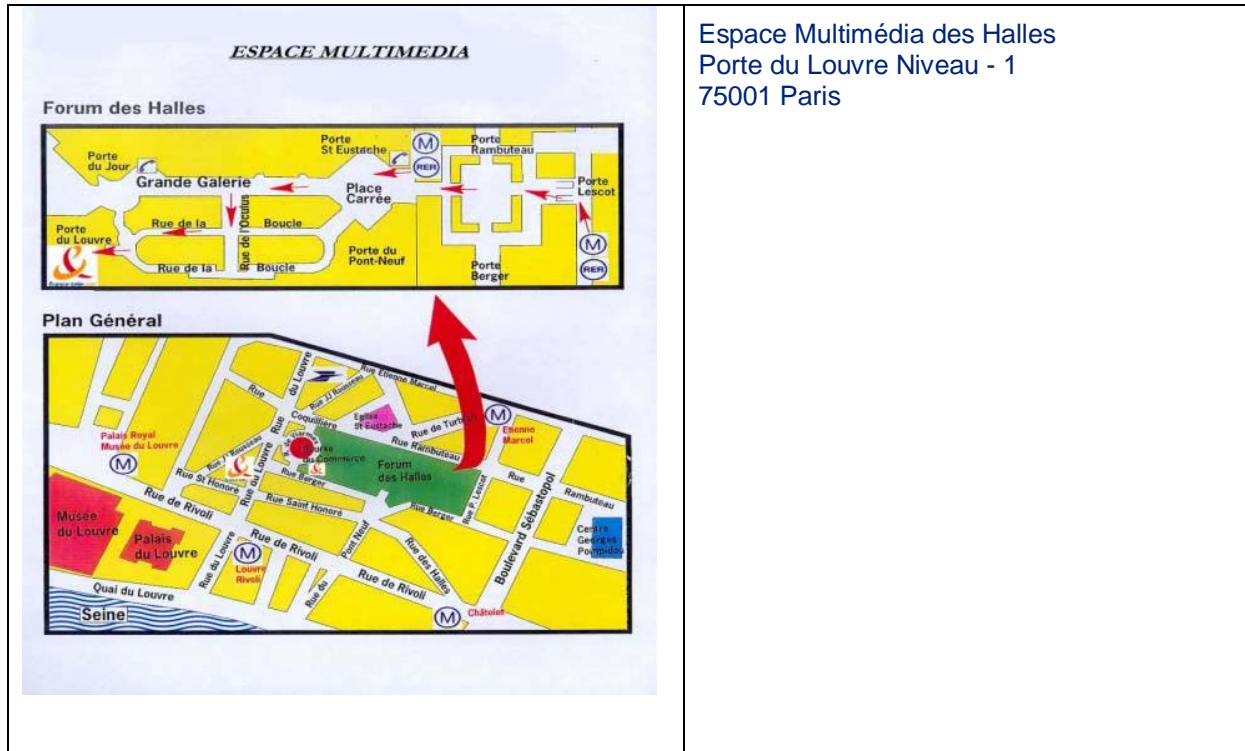 ESPACE MULTIMEDIA
Forum des Halles
Porte
du Jour
Porte
St Eustache
M
RER
Porte
Rambuteau
Grande Galerie
Place
Carrée
Porte
Lescot
Porte
du Louvre
Rue de la
Boucle
Rue de l'Oculus
Rue de la
Boucle
Porte du
Pont-Neuf
Porte
Berger
M
RER
Plan Général
Rue
du Louvre
Rue JJ Rousseau
Rue Etienne Marcel
Rue
Coquillière
Eglise
St Eustache
Rue de Turbigo
M
Etienne
Marcel
Rue Rambuteau
Palais Royal
Musée du Louvre
M
Rue JJ Rousseau
Rue du Louvre
R. de Viarmes
Bourse
du Commerce
Forum
des Halles
Rue St Honoré
Rue Berger
Rue Saint Honoré
Rue Berger
Rue P. Lescot
Rue
Rambuteau
Boulevard Sébastopol
Centre
Georges
Pompidou
Musée
du Louvre
Palais
du Louvre
Rue de Rivoli
Rue de Rivoli
Rue de Rivoli
Rue du Louvre
M
Louvre
Rivoli
Rue du
Pont Neuf
Rue des Halles
Quai du Louvre
Seine
M
Châtelet
Espace Multimédia des Halles
Porte du Louvre Niveau - 1
75001 Paris